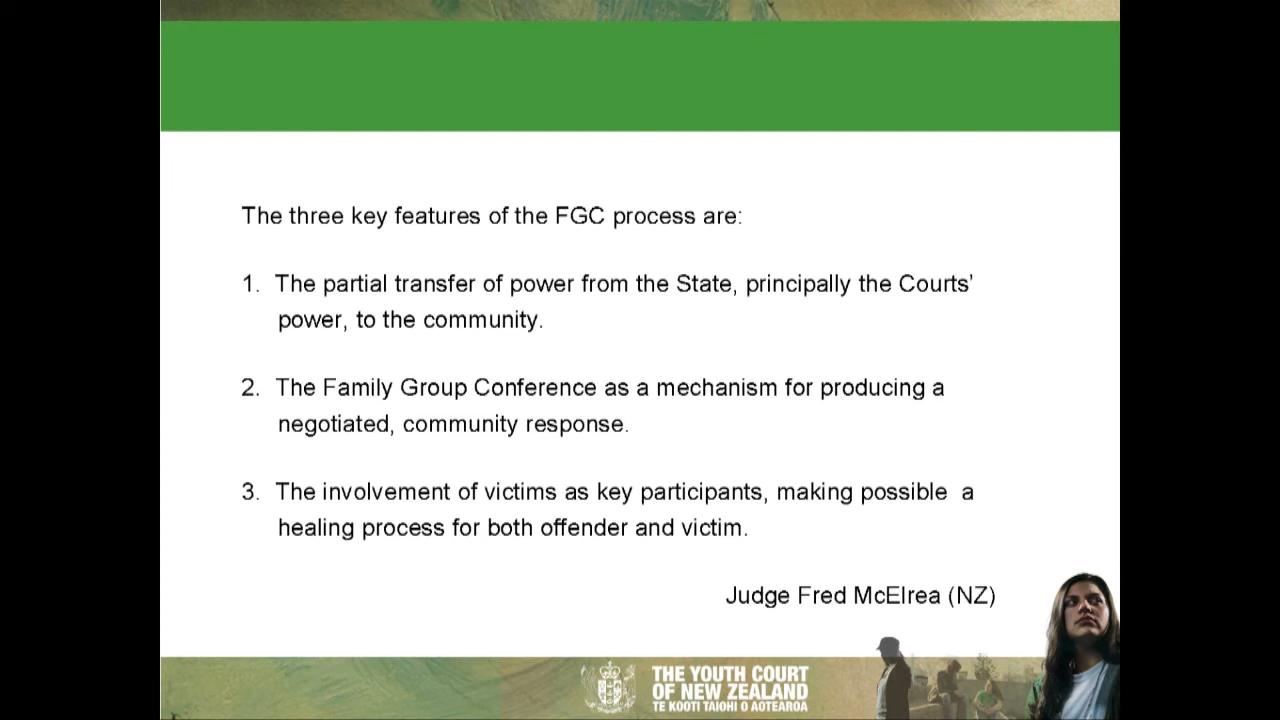 The three key features of the FGC process are:
1. The partial transfer of power from the State, principally the Courts’
power, to the community.
2. The Family Group Conference as a mechanism for producing a
negotiated, community response.
3. The involvement of victims as key participants, making possible a
healing process for both offender and victim.
Judge Fred McElrea (NZ)
THE YOUTH COURT
OF NEW ZEALAND
TE KOOTI TAIOHI O AOTEAROA